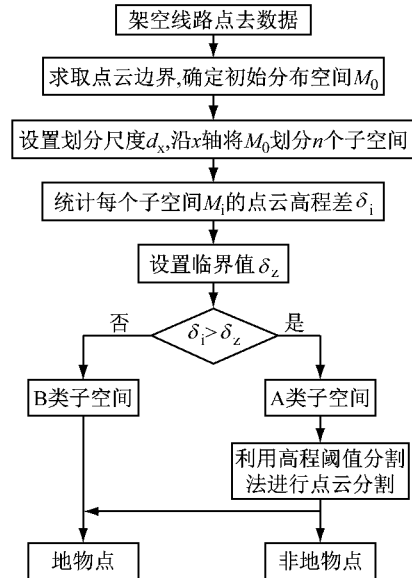 架空线路点去数据
求取点云边界,确定初始分布空间M₀
设置划分尺度dₓ,沿x轴将M₀划分n个子空间
统计每个子空间Mᵢ的点云高程差δᵢ
设置临界值δ_z
否
δᵢ>δ_z
是
B类子空间
A类子空间
利用高程阈值分割
法进行点云分割
地物点
非地物点